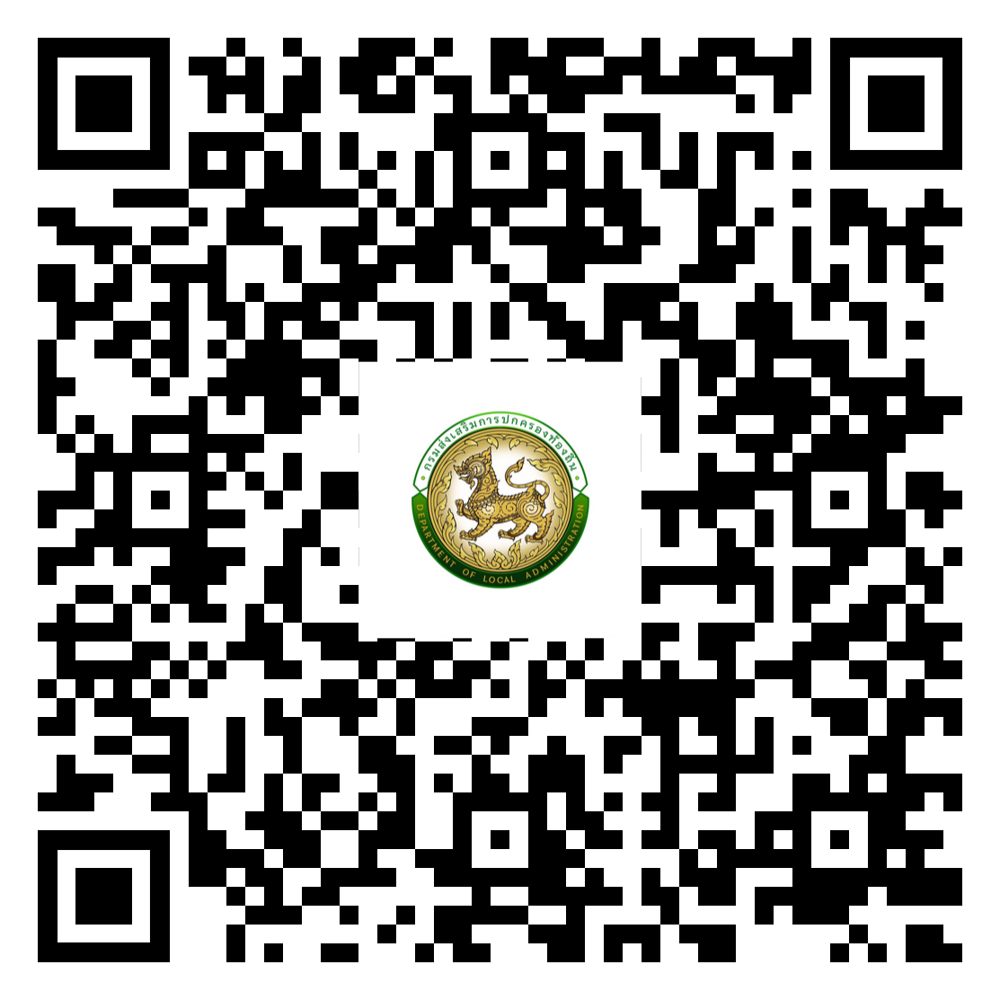 • กรมส่งเสริมการปกครองท้องถิ่น •
DEPARTMENT OF LOCAL ADMINISTRATION